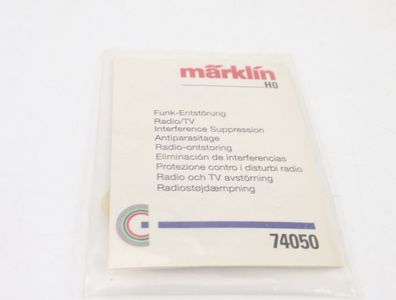 märklin
HO
Funk-Entstörung
Radio/TV
Interference Suppression
Antiparasitage
Radio-ontstoring
Eliminación de interferencias
Protezione contro i disturbi radio
Radio och TV avstörning
Radiostøjdæmpning
74050